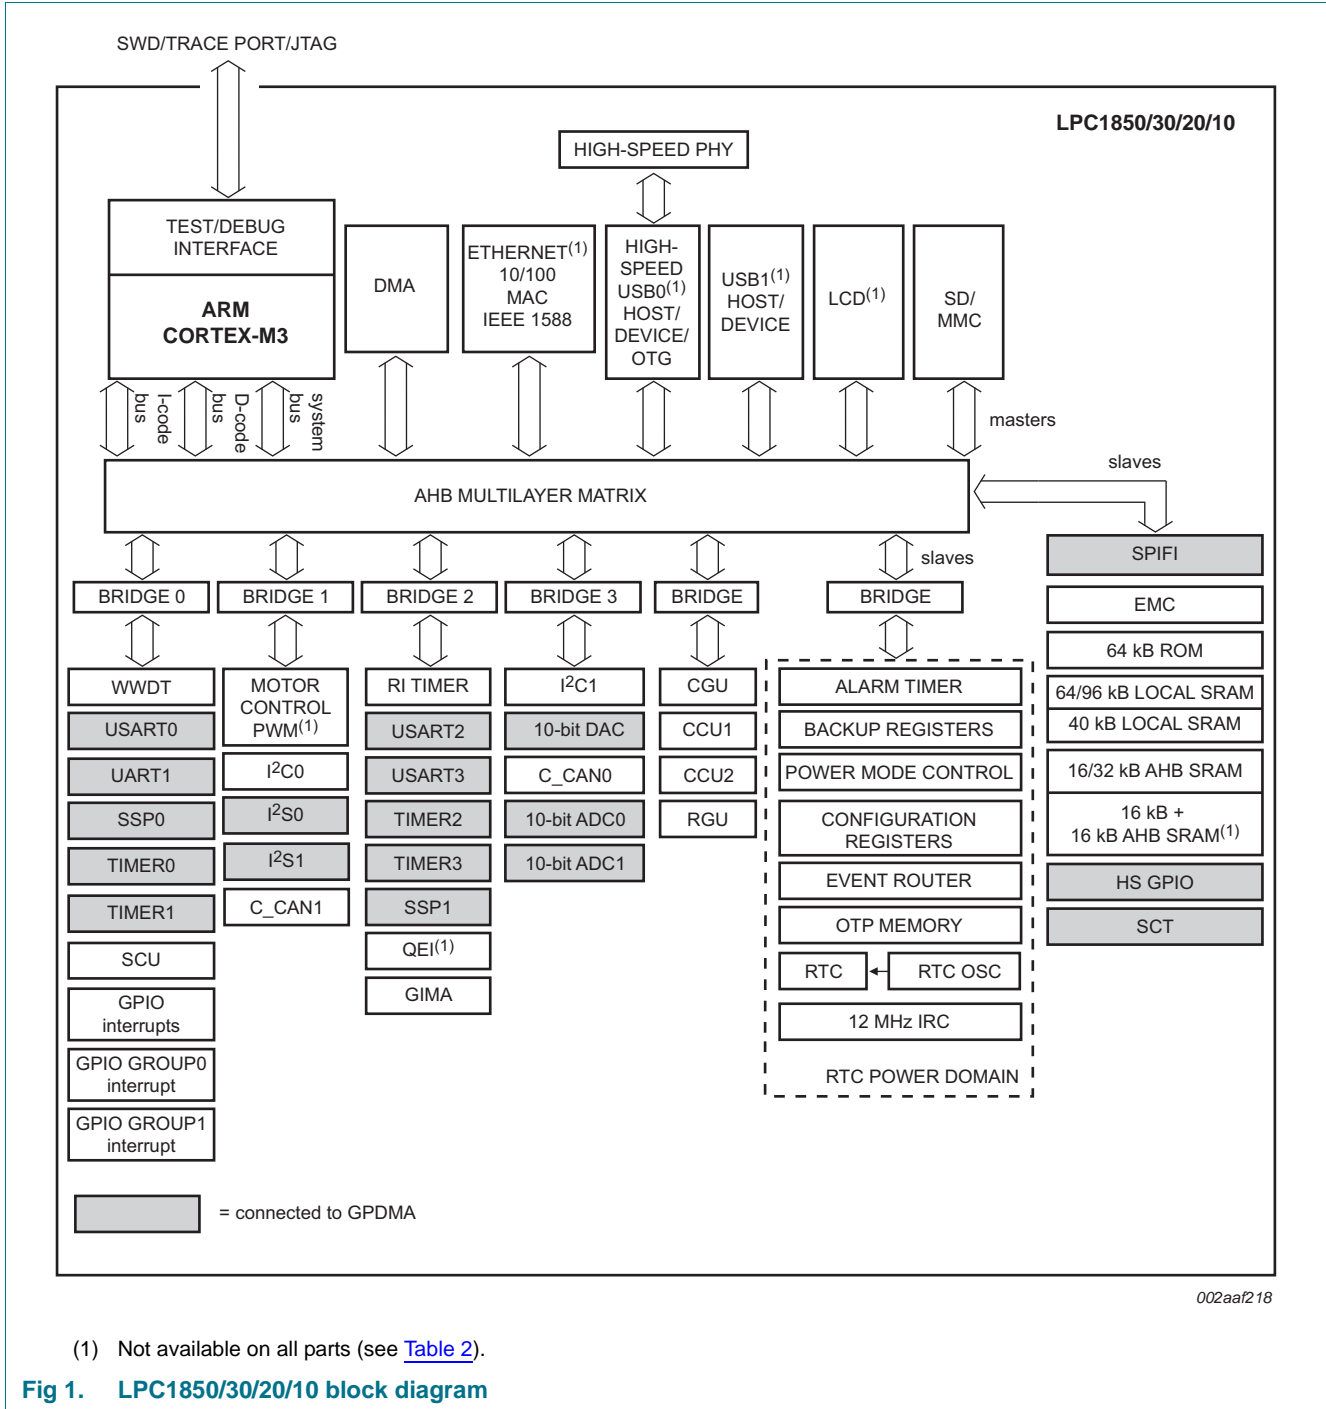 SWD/TRACE PORT/JTAG
LPC1850/30/20/10
HIGH-SPEED PHY
TEST/DEBUG
INTERFACE
ARM
CORTEX-M3
DMA
ETHERNET(1)
10/100
MAC
IEEE 1588
HIGH-
SPEED
USB0(1)
HOST/
DEVICE/
OTG
USB1(1)
HOST/
DEVICE
LCD(1)
SD/
MMC
I-code
bus
D-code
bus
system
bus
masters
slaves
AHB MULTILAYER MATRIX
slaves
BRIDGE 0
BRIDGE 1
BRIDGE 2
BRIDGE 3
BRIDGE
BRIDGE
WWDT
USART0
UART1
SSP0
TIMER0
TIMER1
SCU
GPIO
interrupts
GPIO GROUP0
interrupt
GPIO GROUP1
interrupt
MOTOR
CONTROL
PWM(1)
I2C0
I2S0
I2S1
C_CAN1
RI TIMER
USART2
USART3
TIMER2
TIMER3
SSP1
QEI(1)
GIMA
I2C1
10-bit DAC
C_CAN0
10-bit ADC0
10-bit ADC1
CGU
CCU1
CCU2
RGU
ALARM TIMER
BACKUP REGISTERS
POWER MODE CONTROL
CONFIGURATION
REGISTERS
EVENT ROUTER
OTP MEMORY
RTC
RTC OSC
12 MHz IRC
RTC POWER DOMAIN
SPIFI
EMC
64 kB ROM
64/96 kB LOCAL SRAM
40 kB LOCAL SRAM
16/32 kB AHB SRAM
16 kB +
16 kB AHB SRAM(1)
HS GPIO
SCT
= connected to GPDMA
002aaf218
(1) Not available on all parts (see Table 2).
Fig 1. LPC1850/30/20/10 block diagram